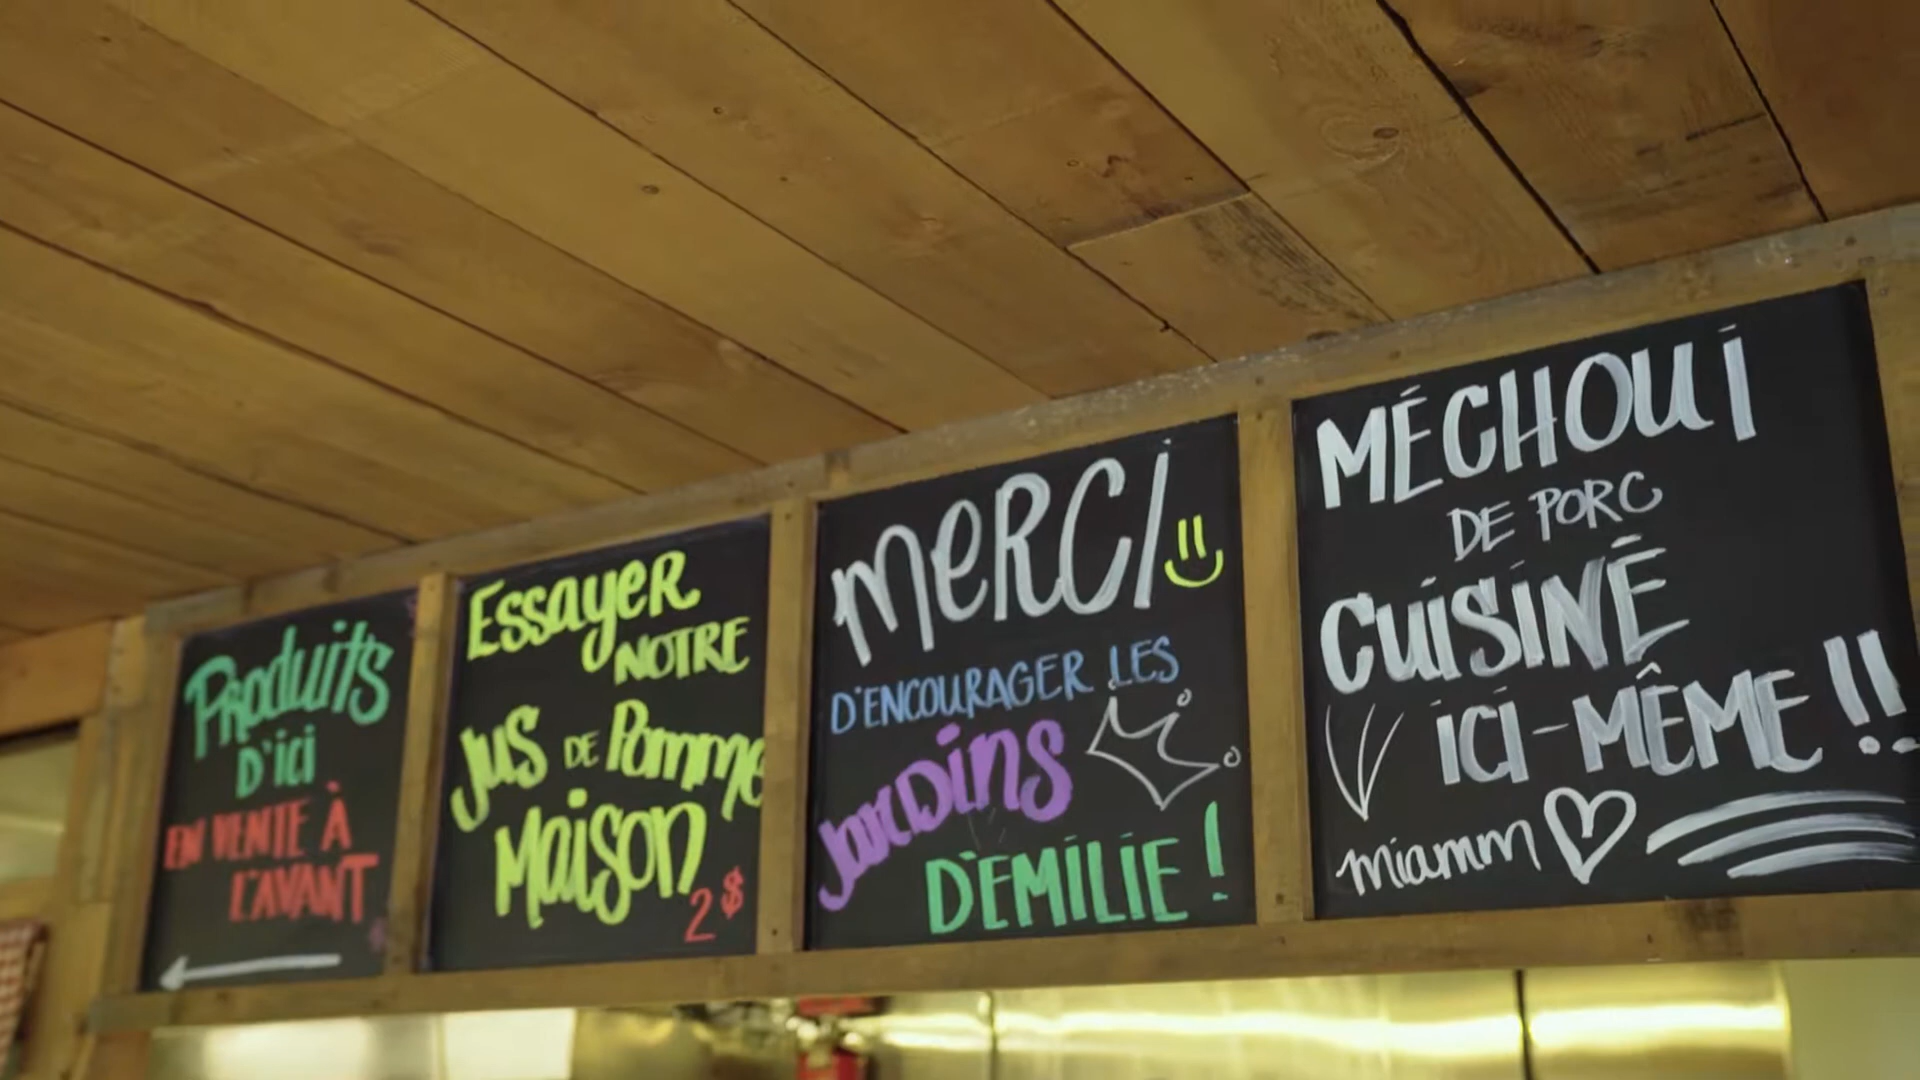 Produits
D'ici
EN VENTE À
L'AVANT
Essayer
NOTRE
Jus DE Pomme
Maison
2$
merci
D'ENCOURAGER LES
Jardins
D'EMILIE!
MÉCHOUI
DE PORC
CUISINÉ
ICI-MÊME!!
miamm